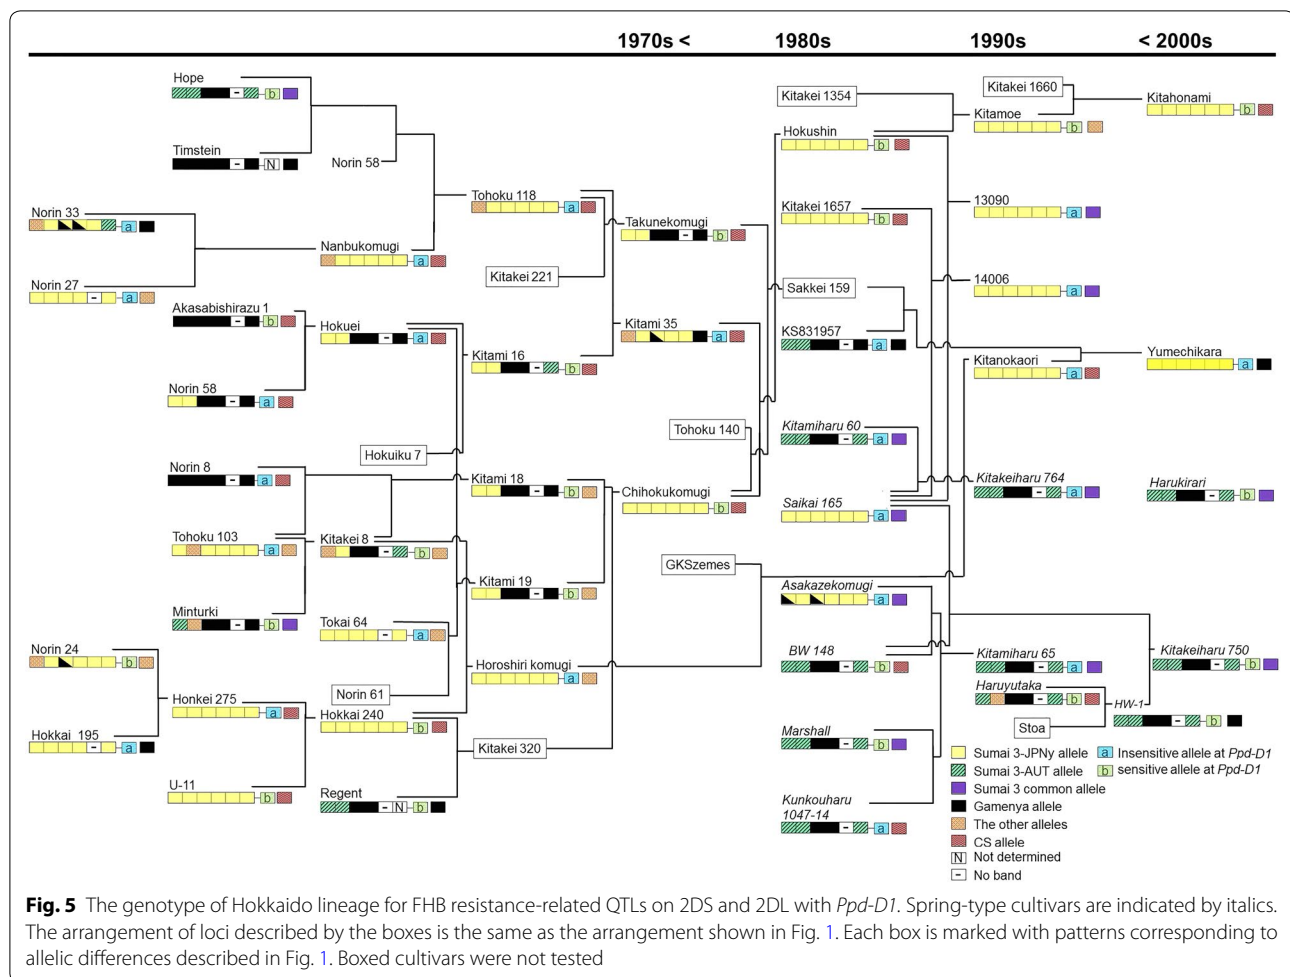 1970s <
1980s
1990s
< 2000s
Hope
- b
Timstein
- N
Norin 58
Norin 33
a
Norin 27
- a
Nanbukomugi
a
Akasabishirazu 1
- b
Norin 58
- a
Hokuei
- a
Hokuiku 7
Norin 8
- a
Tohoku 103
a
Minturki
- b
Kitakei 8
- b
Tokai 64
- a
Norin 61
Norin 24
b
Hokkai 195
- a
Honkei 275
a
U-11
b
Hokkai 240
b
Regent
- N b
Tohoku 118
a
Kitakei 221
Kitami 16
- b
Kitami 18
- b
Kitami 19
- b
Horoshiri komugi
a
Kitakei 320
Takunekomugi
- b
Kitami 35
a
Tohoku 140
Chihokukomugi
b
GKSzemes
Kitakei 1354
Hokushin
b
Kitakei 1657
b
Sakkei 159
KS831957
- a
Kitamiharu 60
- a
Saikai 165
a
Asakazekomugi
a
BW 148
- b
Marshall
- b
Kunkouharu
1047-14
- a
Kitakei 1660
Kitamoe
b
13090
a
14006
a
Kitanokaori
a
Kitakeiharu 764
- a
Kitamiharu 65
- a
Haruyutaka
- b
Stoa
HW-1
- b
Kitahonami
b
Yumechikara
a
Harukirari
- b
Kitakeiharu 750
- b
Sumai 3-JPNy allele
Sumai 3-AUT allele
Sumai 3 common allele
Gamenya allele
The other alleles
CS allele
N Not determined
- No band
a Insensitive allele at Ppd-D1
b sensitive allele at Ppd-D1
Fig. 5 The genotype of Hokkaido lineage for FHB resistance-related QTLs on 2DS and 2DL with Ppd-D1. Spring-type cultivars are indicated by italics.
The arrangement of loci described by the boxes is the same as the arrangement shown in Fig. 1. Each box is marked with patterns corresponding to
allelic differences described in Fig. 1. Boxed cultivars were not tested